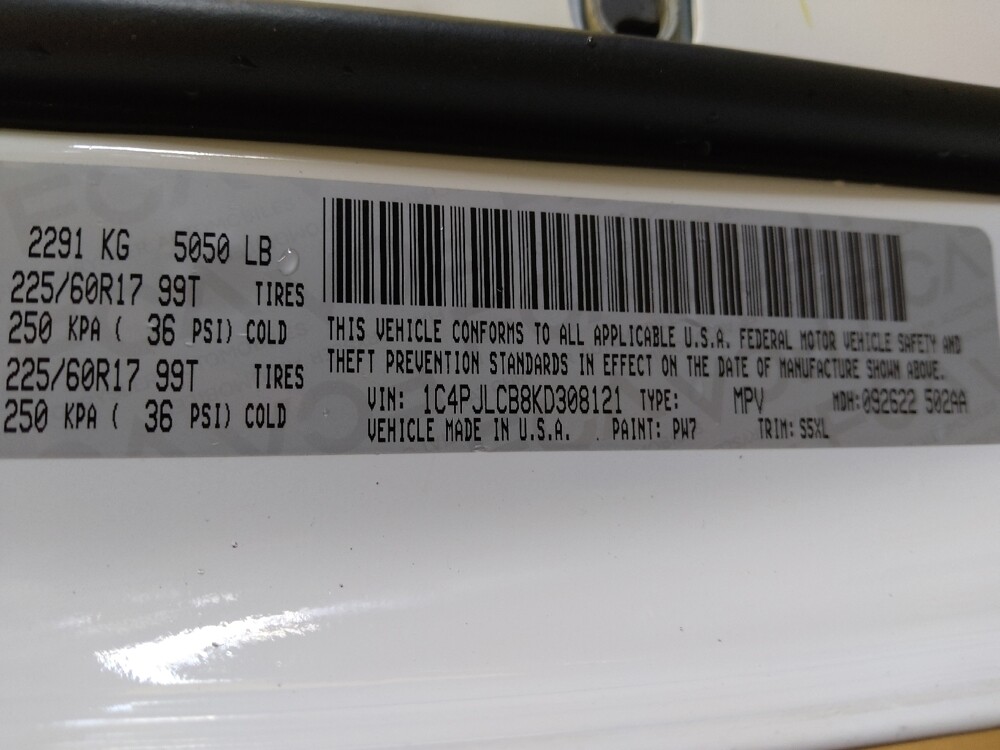 2291 KG 5050 LB
225/60R17 99T TIRES
250 KPA ( 36 PSI) COLD
225/60R17 99T TIRES
250 KPA ( 36 PSI) COLD
THIS VEHICLE CONFORMS TO ALL APPLICABLE U.S.A. FEDERAL MOTOR VEHICLE SAFETY AND
THEFT PREVENTION STANDARDS IN EFFECT ON THE DATE OF MANUFACTURE SHOWN ABOVE.
VIN: 1C4PJLCB8KD308121 TYPE: MPV MDH:092622 502AA
VEHICLE MADE IN U.S.A. PAINT: PW7 TRIM: S5XL